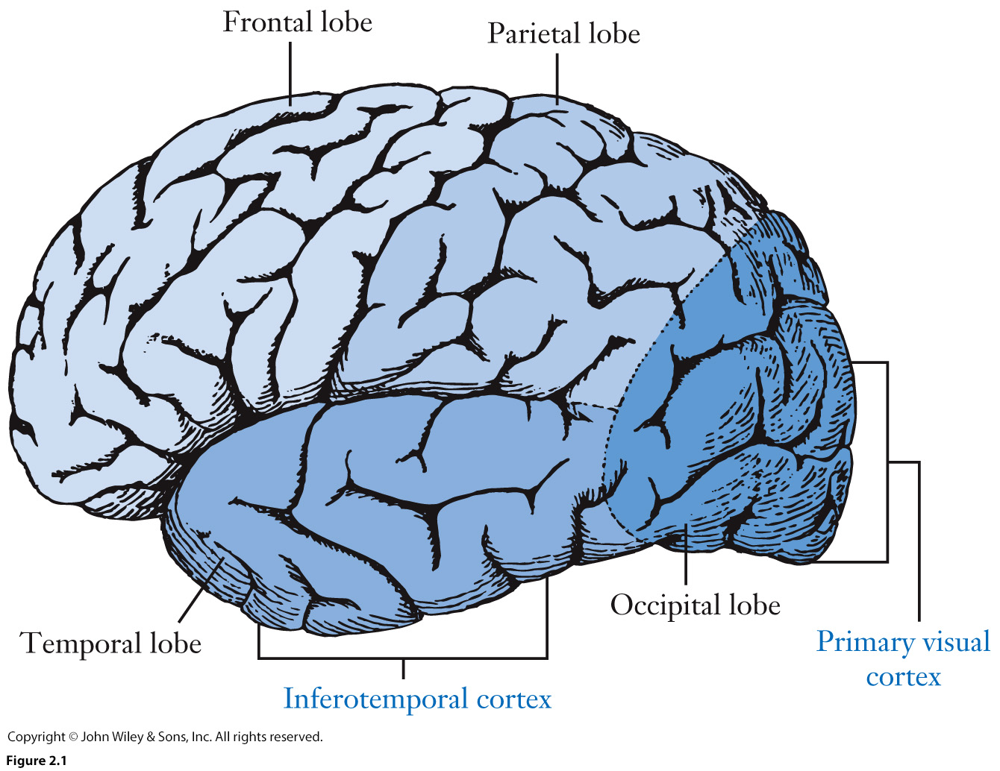 Frontal lobe
Parietal lobe
Occipital lobe
Temporal lobe
Primary visual
cortex
Inferotemporal cortex
Copyright © John Wiley & Sons, Inc. All rights reserved.
Figure 2.1